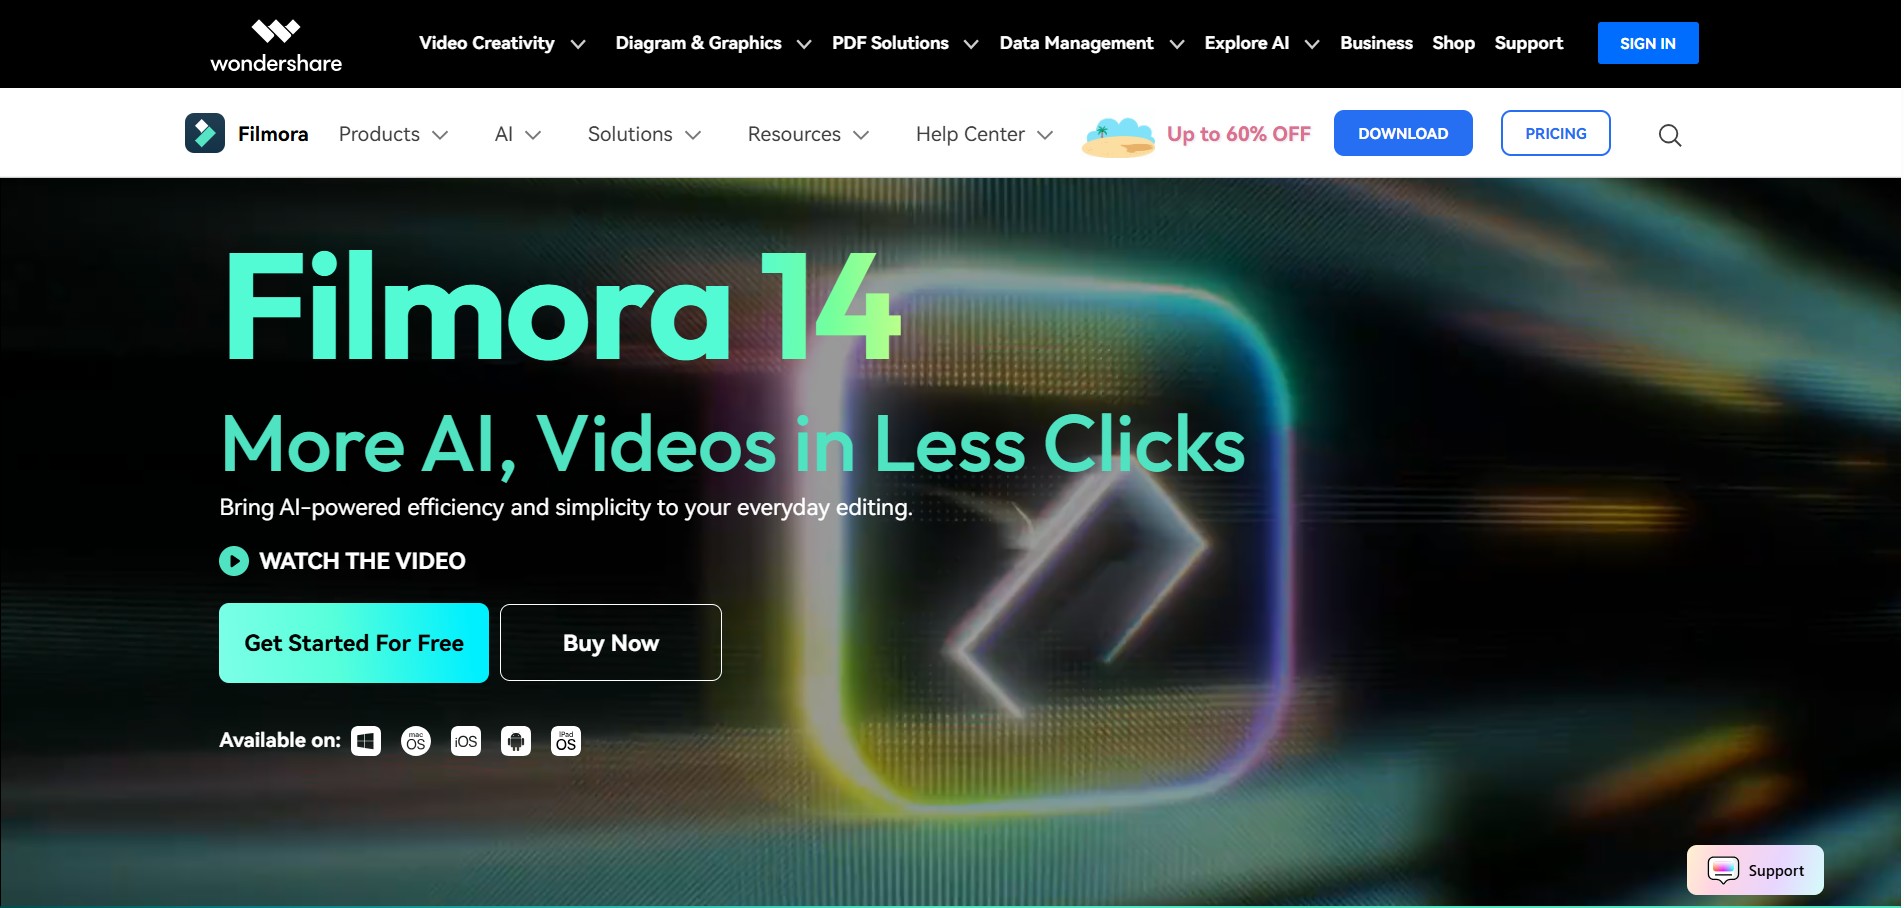 wondershare
Video Creativity Diagram & Graphics PDF Solutions Data Management Explore AI Business Shop Support SIGN IN
Filmora Products AI Solutions Resources Help Center Up to 60% OFF DOWNLOAD PRICING
Filmora 14
More AI, Videos in Less Clicks
Bring AI-powered efficiency and simplicity to your everyday editing.
WATCH THE VIDEO
Get Started For Free Buy Now
Available on: mac OS iOS iPad OS
Support